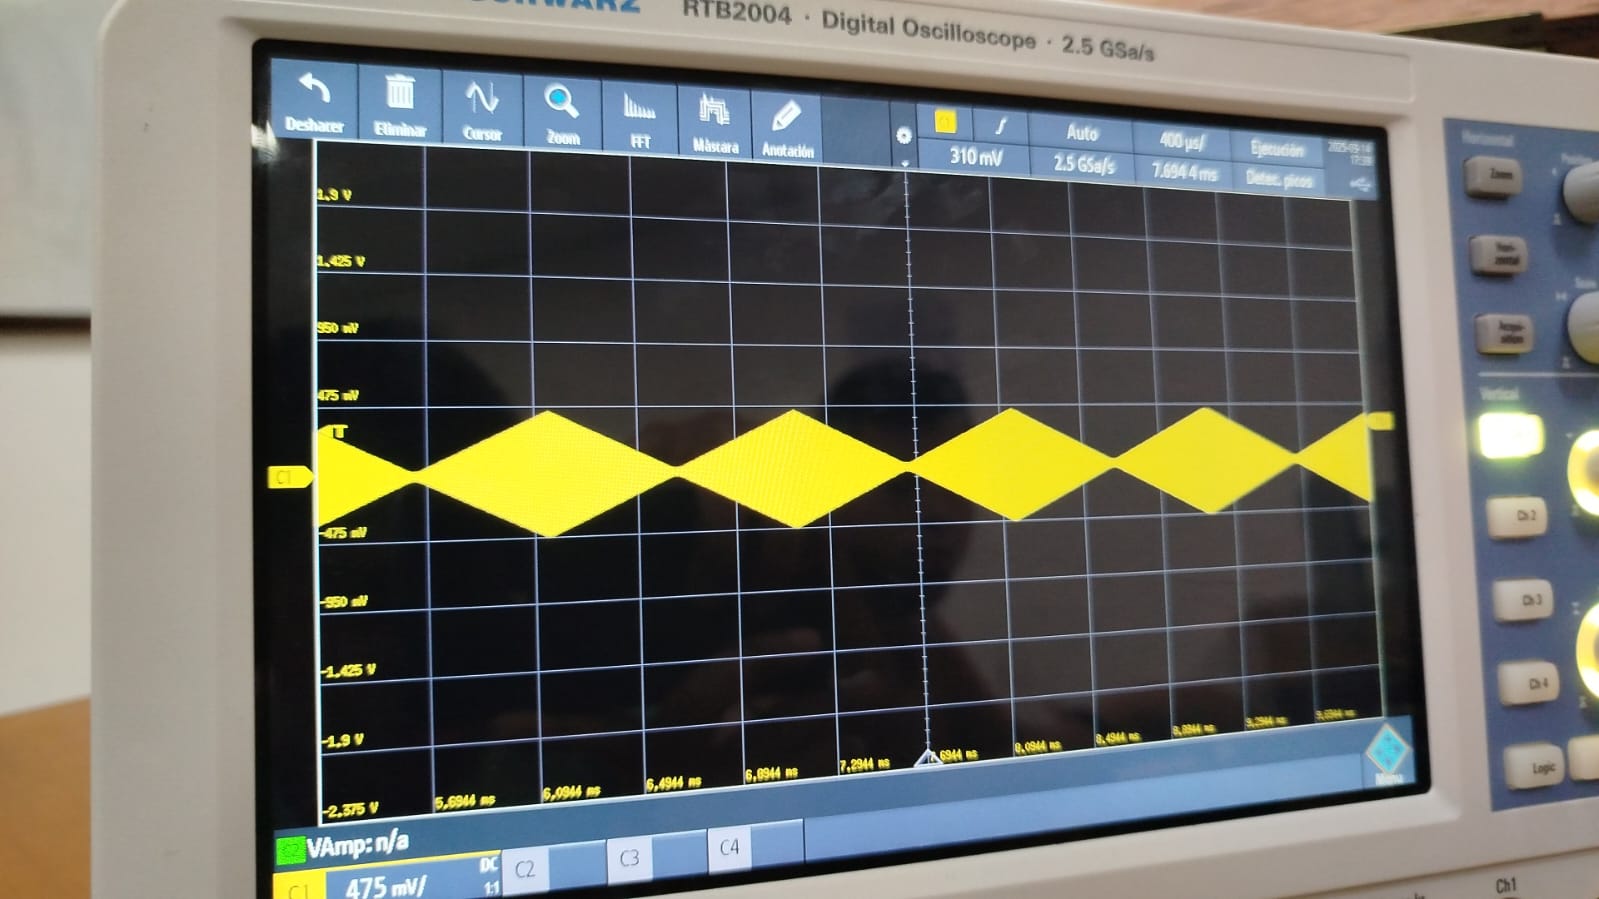 SCHWARZ RTB2004 · Digital Oscilloscope · 2.5 GSa/s
Deshacer Eliminar Cursor Zoom FFT Máscara Anotación
C1 Auto 400 µs/ Ejecución 2025-03-14
310 mV 2.5 GSa/s 7.6944 ms Detec. picos
1.9 V
1.425 V
950 mV
475 mV
TT
C1
-475 mV
-950 mV
-1.425 V
-1.9 V
-2.375 V
5.6944 ms 6.0944 ms 6.4944 ms 6.8944 ms 7.2944 ms 7.6944 ms 8.0944 ms 8.4944 ms 8.8944 ms 9.2944 ms 9.6944 ms
Menú
C2 VAmp: n/a
C1 475 mV/ DC 1:1 C2 C3 C4
Horizontal
Zoom
Hori-
zontal
Acqui-
sition
Vertical
Ch 2
Ch 3
Ch 4
Logic
Ch1